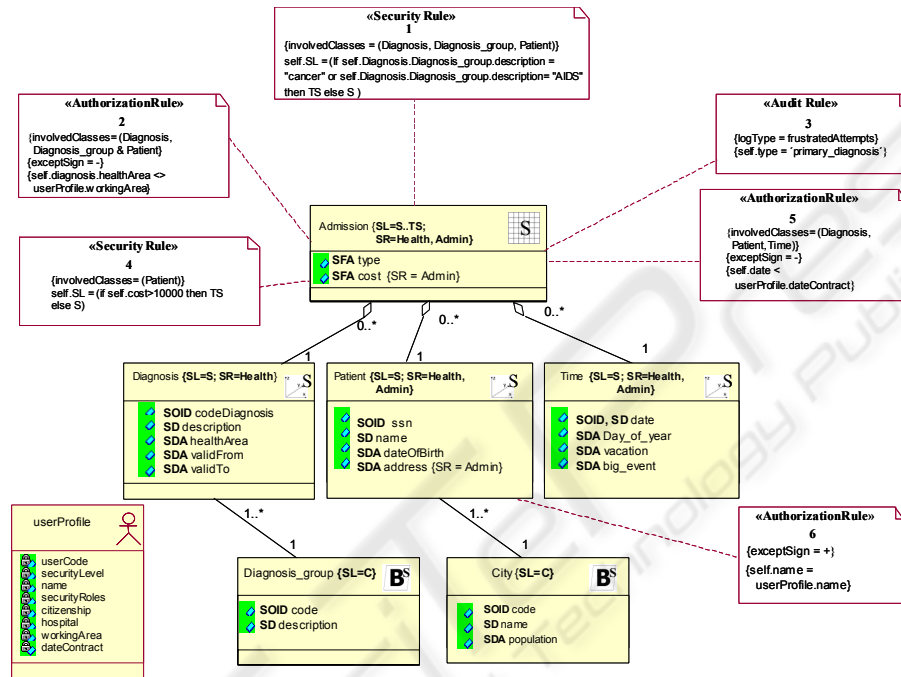 «Security Rule»
1
{involvedClasses = (Diagnosis, Diagnosis_group, Patient)}
self.SL = (If self.Diagnosis.Diagnosis_group.description =
"cancer" or self.Diagnosis.Diagnosis_group.description= "AIDS"
then TS else S )
«AuthorizationRule»
2
{involvedClasses= (Diagnosis,
Diagnosis_group & Patient}
{exceptSign = -}
{self.diagnosis.healthArea <>
userProfile.workingArea}
«Audit Rule»
3
{logType = frustratedAttempts}
{self.type = ´primary_diagnosis´}
«Security Rule»
4
{involvedClasses= (Patient)}
self.SL = (if self.cost>10000 then TS
else S)
«AuthorizationRule»
5
{involvedClasses= (Diagnosis,
Patient, Time)}
{exceptSign = -}
{self.date <
userProfile.dateContract}
Admission {SL=S..TS;
SR=Health, Admin}
S
SFA type
SFA cost {SR = Admin}
0..*
0..*
0..*
1
1
1
Diagnosis {SL=S; SR=Health}
S
SOID codeDiagnosis
SD description
SDA healthArea
SDA validFrom
SDA validTo
Patient {SL=S; SR=Health,
Admin}
S
SOID ssn
SD name
SDA dateOfBirth
SDA address {SR = Admin}
Time {SL=S; SR=Health,
Admin}
S
SOID, SD date
SDA Day_of_year
SDA vacation
SDA big_event
1..*
1
1..*
1
userProfile
userCode
securityLevel
name
securityRoles
citizenship
hospital
workingArea
dateContract
Diagnosis_group {SL=C}
BS
SOID code
SD description
City {SL=C}
BS
SOID code
SD name
SDA population
«AuthorizationRule»
6
{exceptSign = +}
{self.name =
userProfile.name}